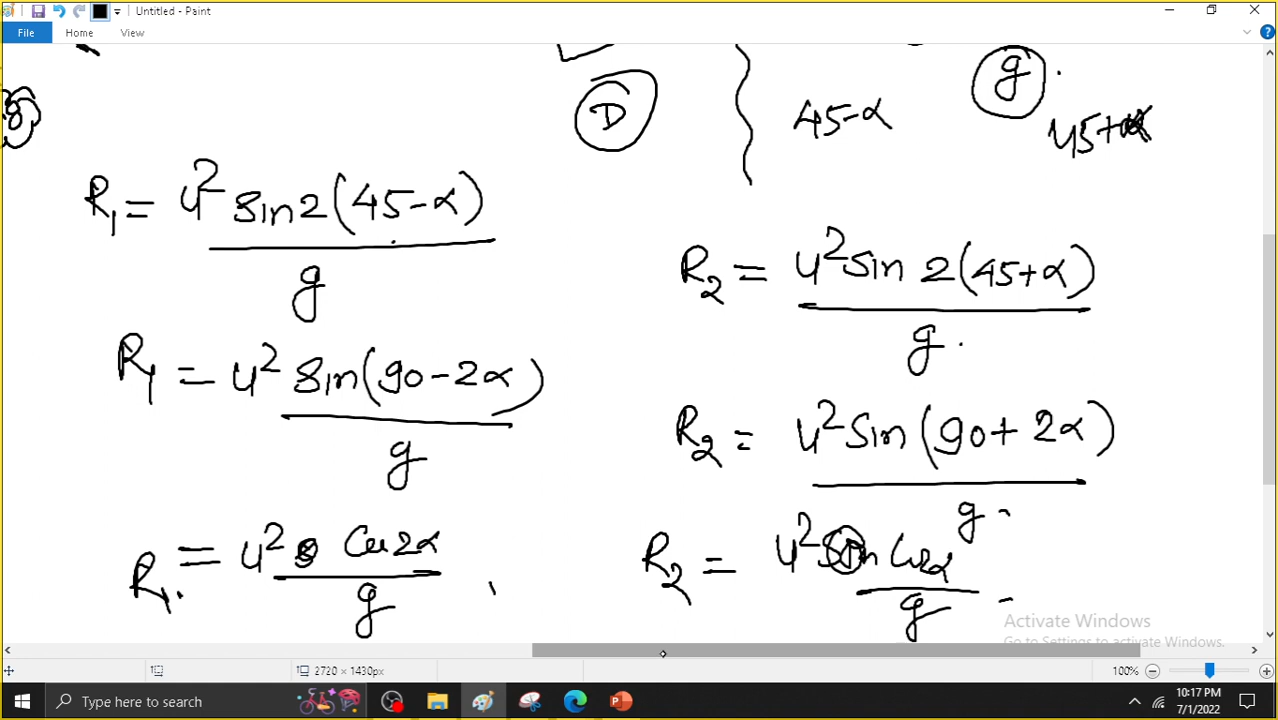 Untitled - Paint
File Home View
D
45-α
g.
45+α
R₁ = u² sin 2(45-α)
g
R₂ = u² sin 2(45+α)
g.
R₁ = u² sin(90-2α)
g
R₂ = u² sin(90+2α)
g
R₁. = u² cos2α
g
R₂ = u² cos2α
g
Activate Windows
Go to Settings to activate Windows.
2720 × 1430px
100%
Type here to search
10:17 PM
7/1/2022